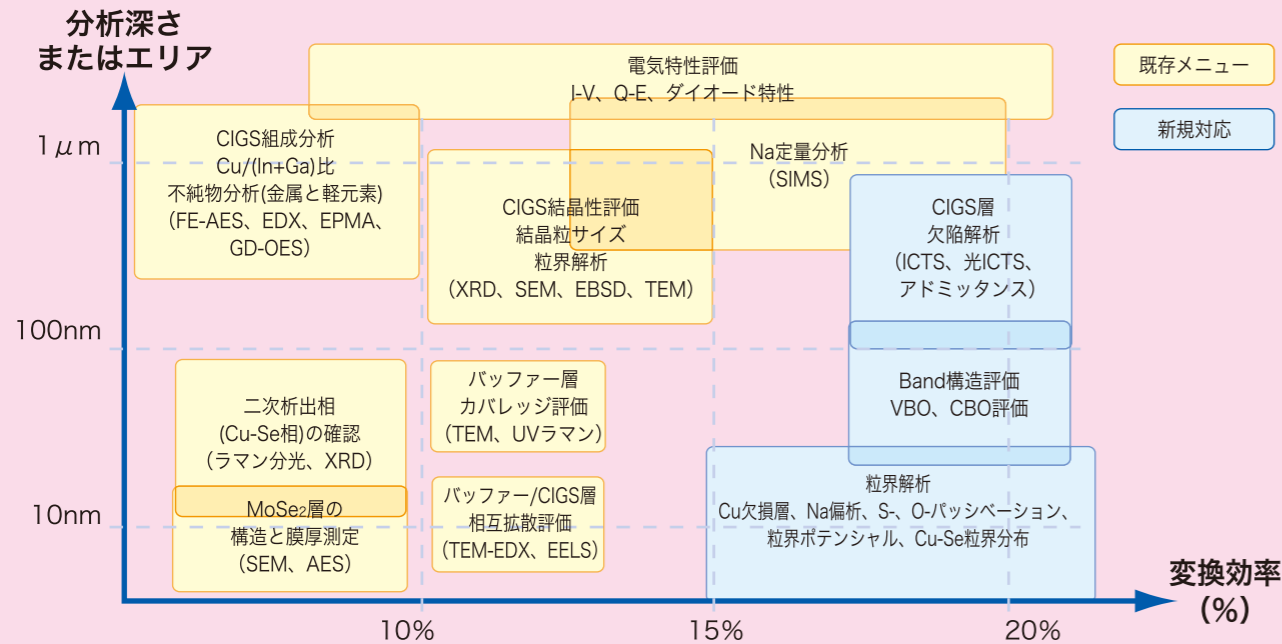 分析深さ
またはエリア
電気特性評価
I-V、Q-E、ダイオード特性
既存メニュー
新規対応
1μm
CIGS組成分析
Cu/(In+Ga)比
不純物分析(金属と軽元素)
(FE-AES、EDX、EPMA、
GD-OES)
Na定量分析
(SIMS)
CIGS結晶性評価
結晶粒サイズ
粒界解析
(XRD、SEM、EBSD、TEM)
CIGS層
欠陥解析
(ICTS、光ICTS、
アドミッタンス)
100nm
二次析出相
(Cu-Se相)の確認
(ラマン分光、XRD)
バッファー層
カバレッジ評価
(TEM、UVラマン)
Band構造評価
VBO、CBO評価
10nm
MoSe2層の
構造と膜厚測定
(SEM、AES)
バッファー/CIGS層
相互拡散評価
(TEM-EDX、EELS)
粒界解析
Cu欠損層、Na偏析、S-、O-パッシベーション、
粒界ポテンシャル、Cu-Se粒界分布
変換効率
(%)
10%
15%
20%